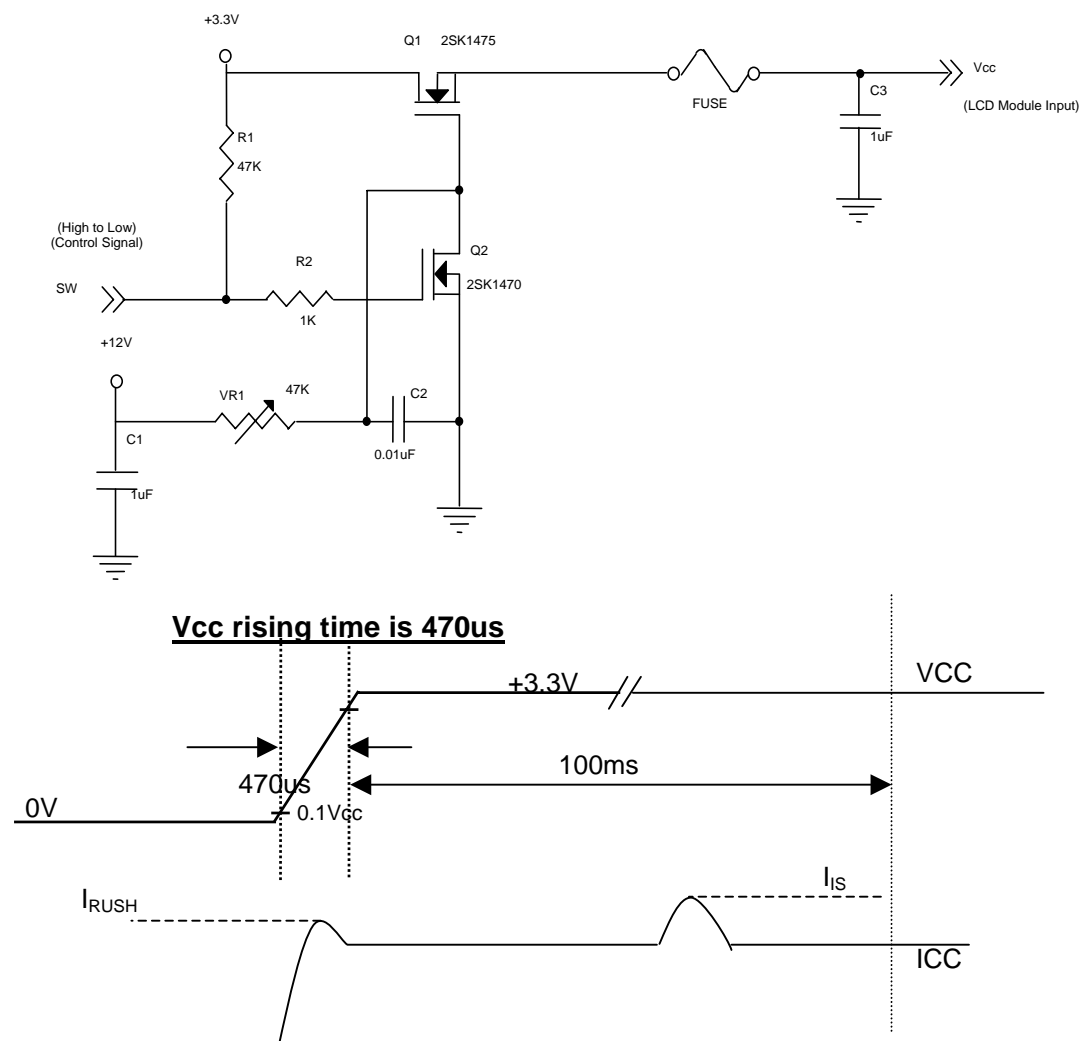 +3.3V
Q1 2SK1475
Vcc
FUSE
C3
(LCD Module Input)
1uF
R1
47K
(High to Low)
(Control Signal)
Q2
R2
SW
2SK1470
1K
+12V
VR1
47K
C2
C1
0.01uF
1uF
Vcc rising time is 470us
+3.3V
VCC
100ms
470us
0V
0.1Vcc
IRUSH
IIS
ICC